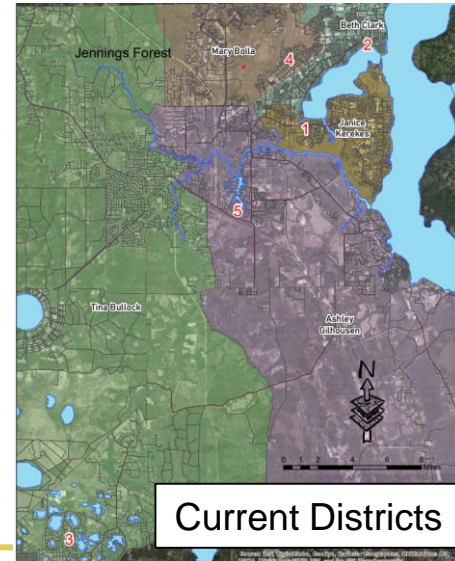 Beth Clark
2
Mary Bolla
Jennings Forest
4
1
Janice
Kerekes
5
Tina Bullock
Ashley
Gilhousen
N
0 1 2 4 6 8
Miles
3
Current Districts